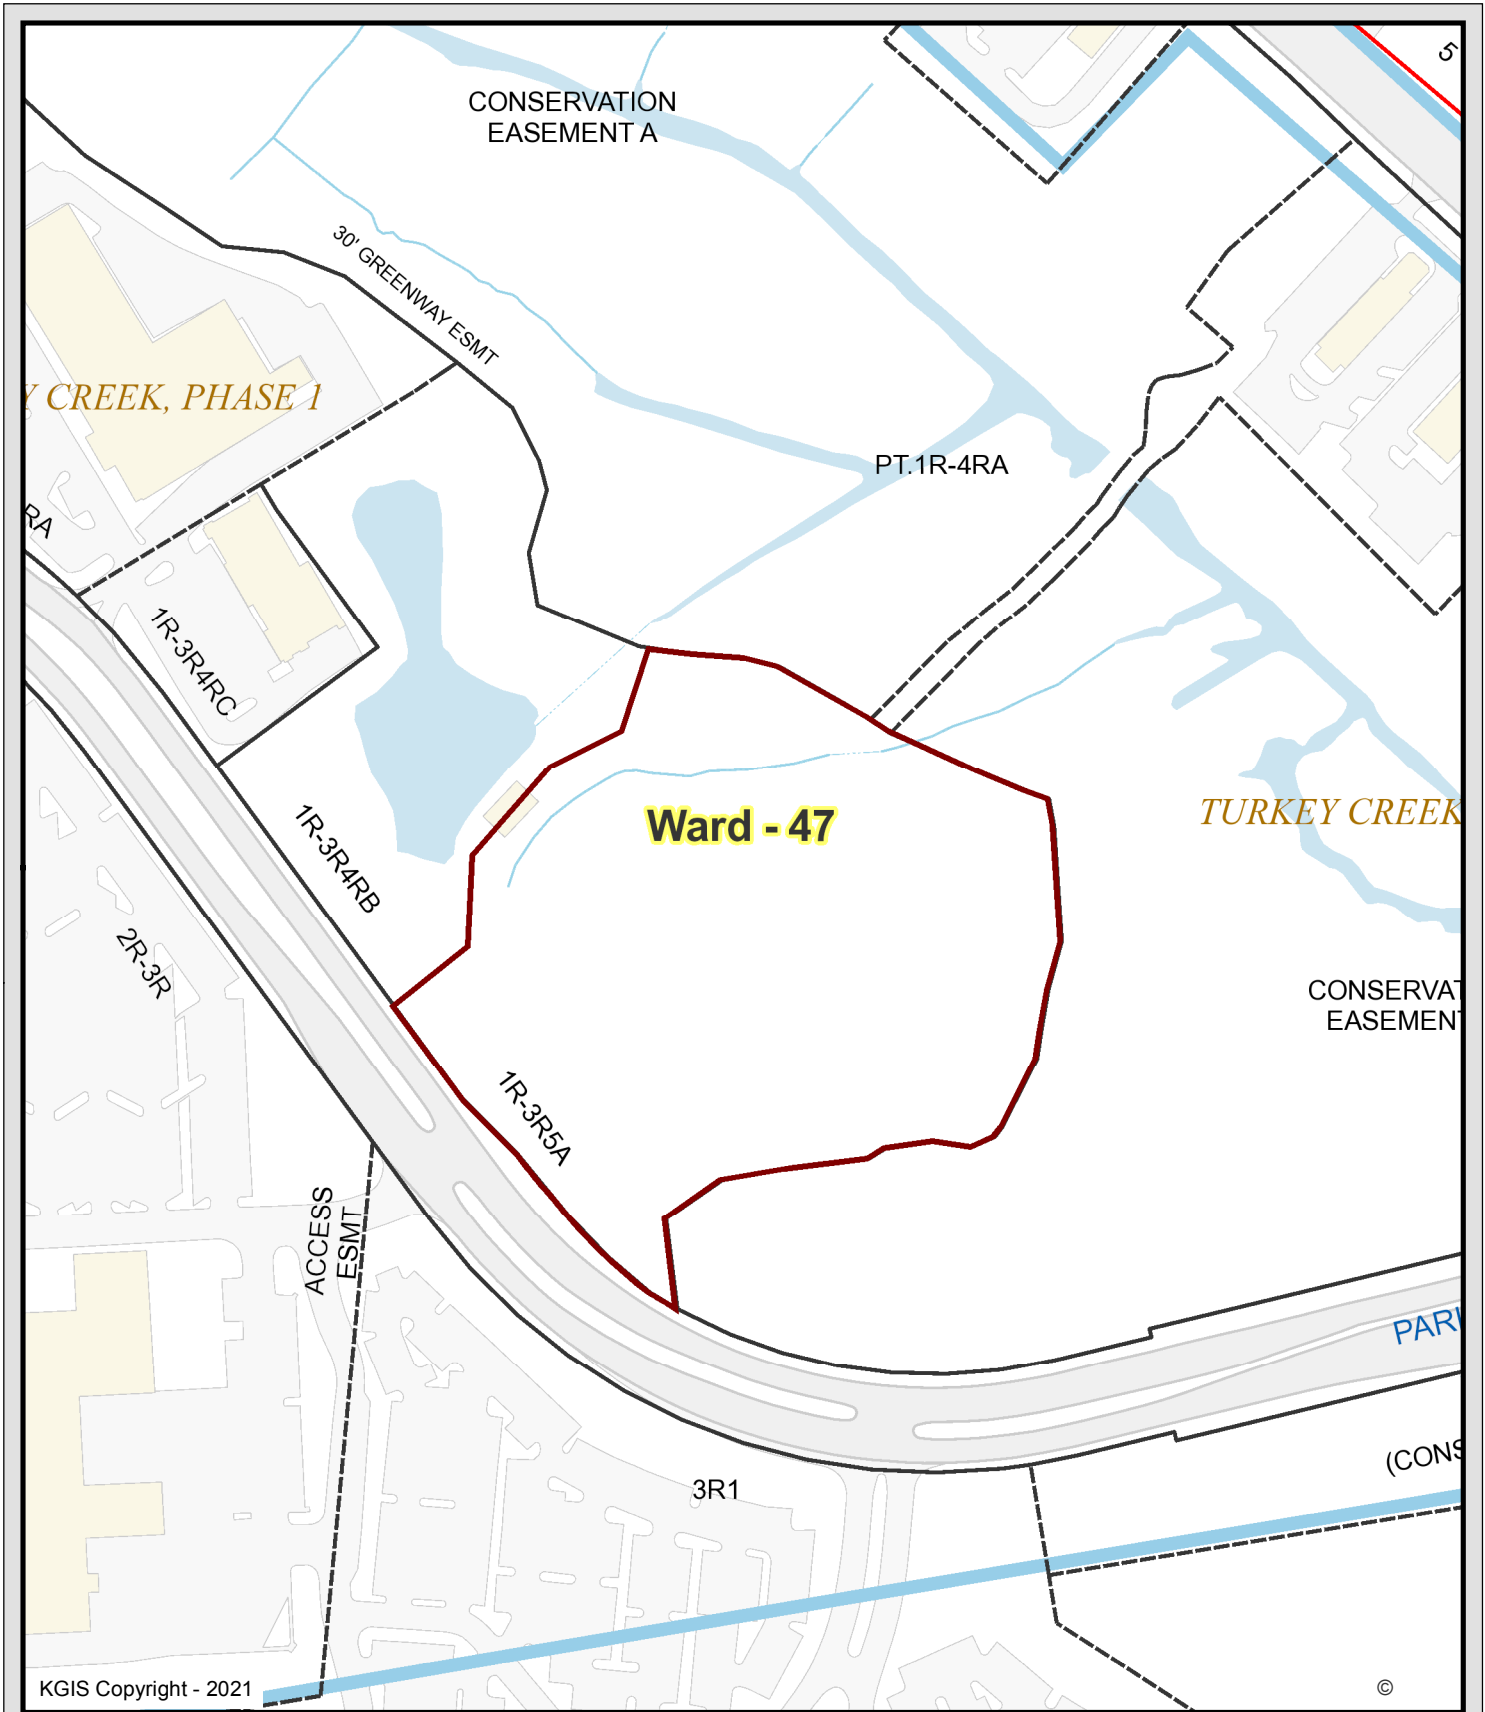 5
CONSERVATION
EASEMENT A
30' GREENWAY ESMT
Y CREEK, PHASE 1
PT.1R-4RA
RA
1R-3R4RC
Ward - 47
TURKEY CREEK
1R-3R4RB
2R-3R
CONSERVAT
EASEMENT
1R-3R5A
ACCESS
ESMT
PARK
(CONS
3R1
KGIS Copyright - 2021
©